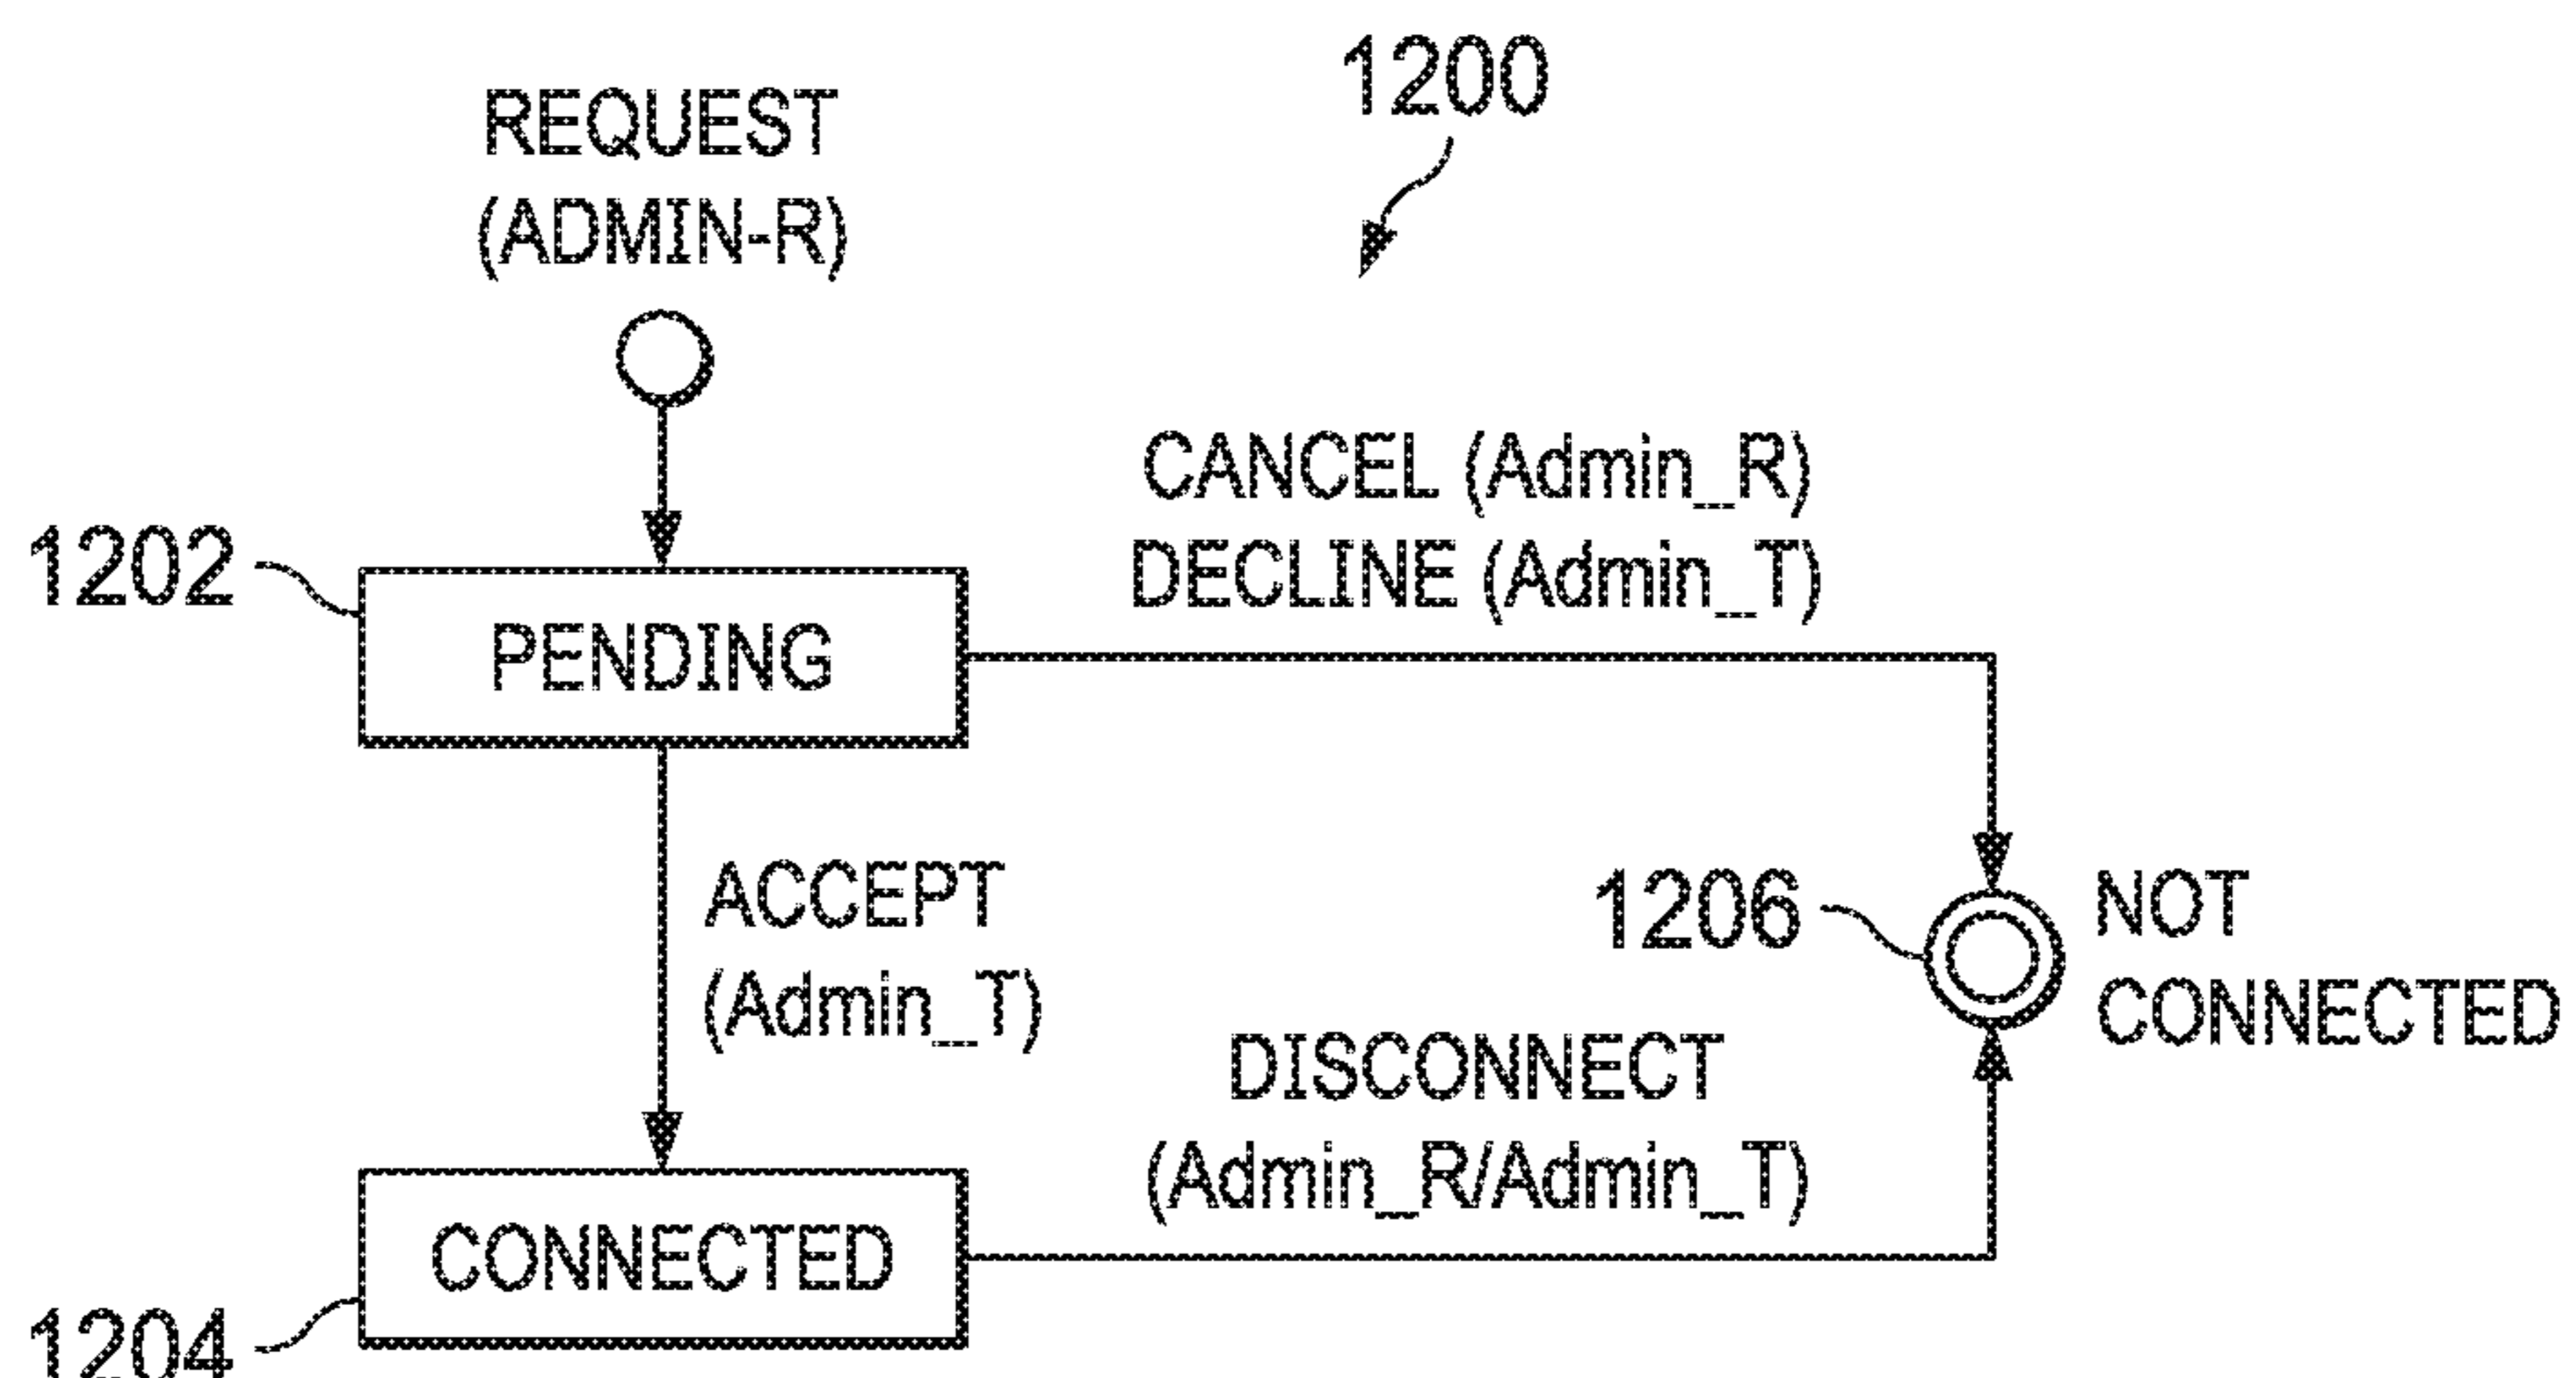 1200
REQUEST
(ADMIN-R)
CANCEL (Admin_R)
DECLINE (Admin_T)
1202
PENDING
ACCEPT
(Admin_T)
1206
NOT
CONNECTED
DISCONNECT
(Admin_R/Admin_T)
CONNECTED
1204